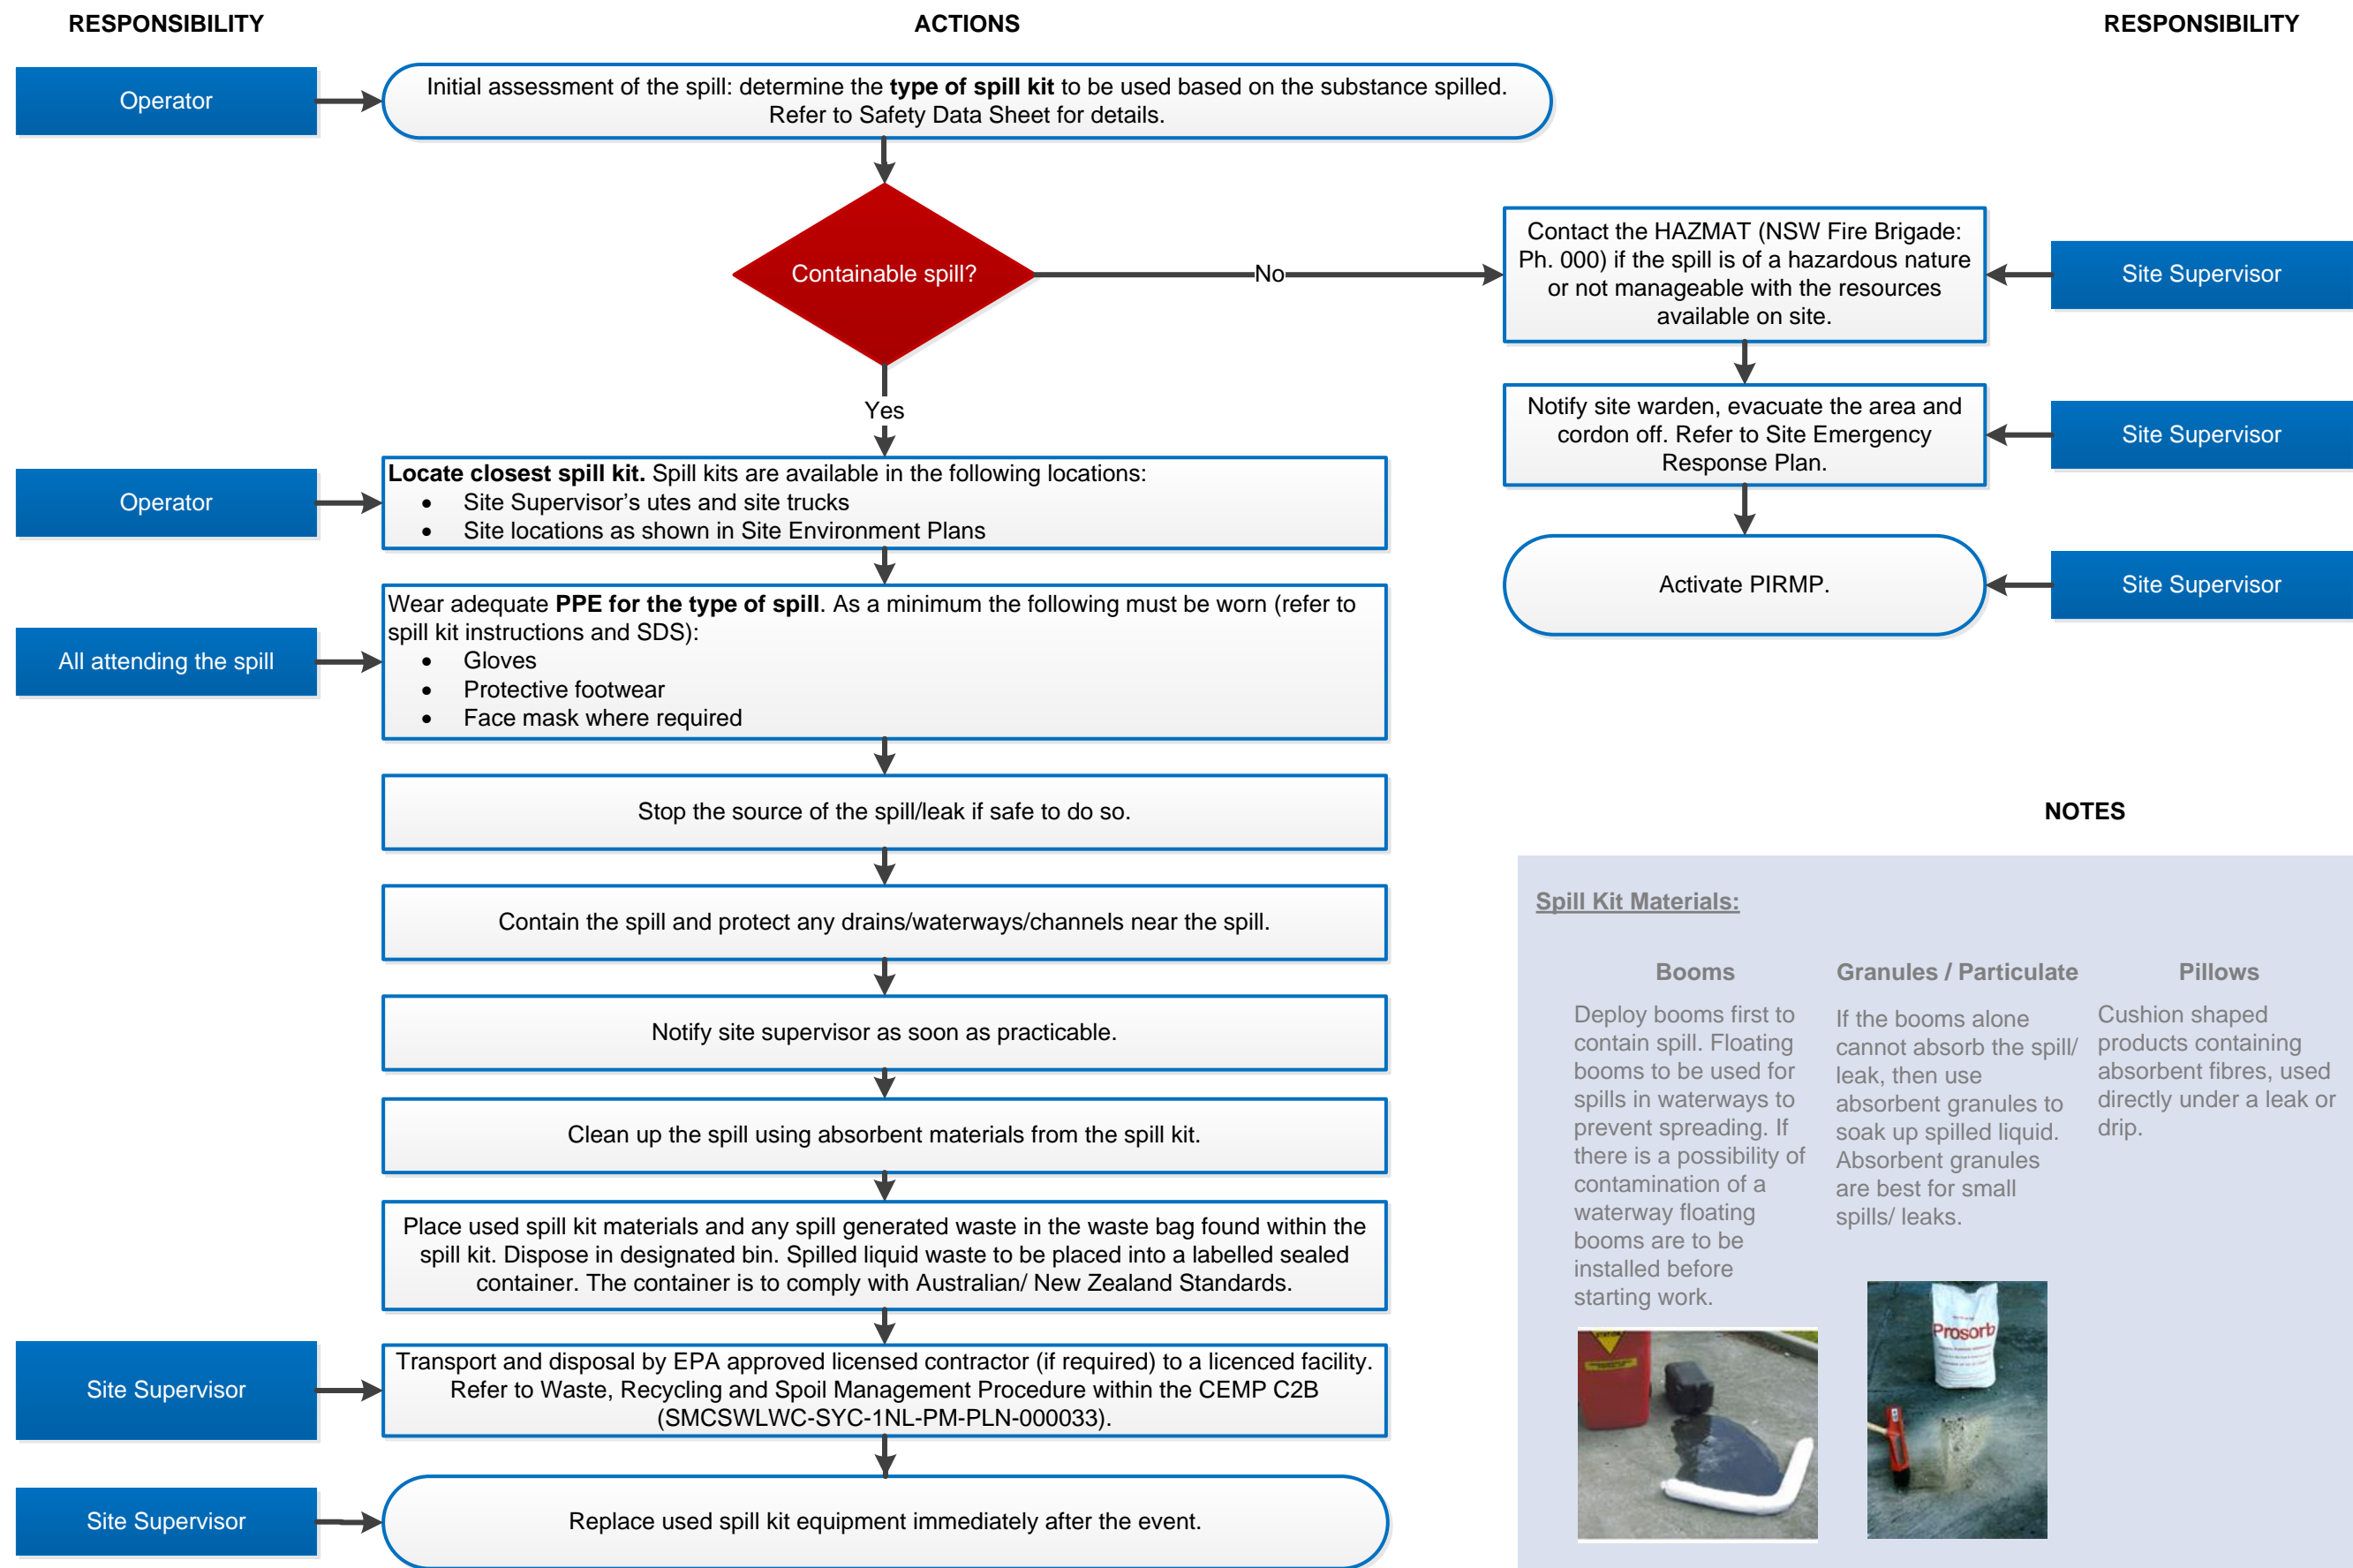 RESPONSIBILITY
ACTIONS
RESPONSIBILITY
Operator
Initial assessment of the spill: determine the type of spill kit to be used based on the substance spilled.
Refer to Safety Data Sheet for details.
Containable spill?
No
Contact the HAZMAT (NSW Fire Brigade:
Ph. 000) if the spill is of a hazardous nature
or not manageable with the resources
available on site.
Site Supervisor
Notify site warden, evacuate the area and
cordon off. Refer to Site Emergency
Response Plan.
Site Supervisor
Activate PIRMP.
Site Supervisor
Yes
Operator
Locate closest spill kit. Spill kits are available in the following locations:
• Site Supervisor's utes and site trucks
• Site locations as shown in Site Environment Plans
All attending the spill
Wear adequate PPE for the type of spill. As a minimum the following must be worn (refer to
spill kit instructions and SDS):
• Gloves
• Protective footwear
• Face mask where required
Stop the source of the spill/leak if safe to do so.
Contain the spill and protect any drains/waterways/channels near the spill.
Notify site supervisor as soon as practicable.
Clean up the spill using absorbent materials from the spill kit.
Place used spill kit materials and any spill generated waste in the waste bag found within the
spill kit. Dispose in designated bin. Spilled liquid waste to be placed into a labelled sealed
container. The container is to comply with Australian/ New Zealand Standards.
Site Supervisor
Transport and disposal by EPA approved licensed contractor (if required) to a licenced facility.
Refer to Waste, Recycling and Spoil Management Procedure within the CEMP C2B
(SMCSWLWC-SYC-1NL-PM-PLN-000033).
Site Supervisor
Replace used spill kit equipment immediately after the event.
NOTES
Spill Kit Materials:
Booms
Deploy booms first to
contain spill. Floating
booms to be used for
spills in waterways to
prevent spreading. If
there is a possibility of
contamination of a
waterway floating
booms are to be
installed before
starting work.
Granules / Particulate
If the booms alone
cannot absorb the spill/
leak, then use
absorbent granules to
soak up spilled liquid.
Absorbent granules
are best for small
spills/ leaks.
Prosorb
Pillows
Cushion shaped
products containing
absorbent fibres, used
directly under a leak or
drip.